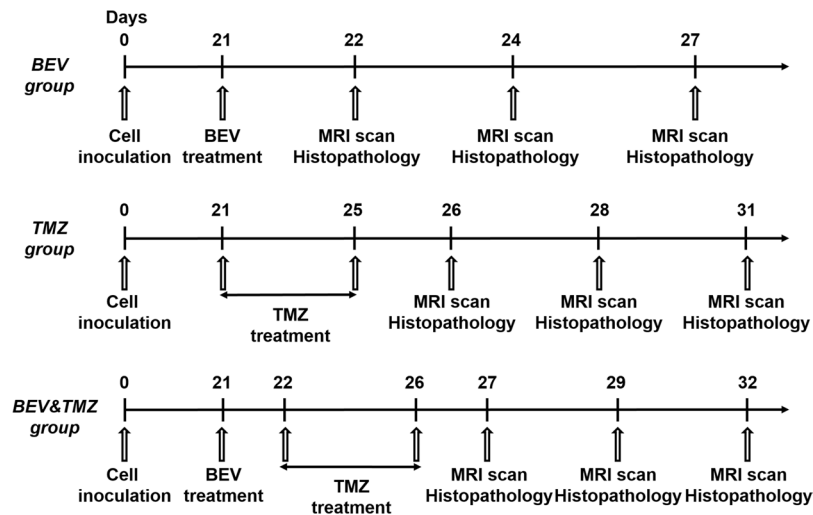 Days
0 21 22 24 27
BEV
group
Cell
inoculation
BEV
treatment
MRI scan
Histopathology
MRI scan
Histopathology
MRI scan
Histopathology
0 21 25 26 28 31
TMZ
group
Cell
inoculation
TMZ
treatment
MRI scan
Histopathology
MRI scan
Histopathology
MRI scan
Histopathology
0 21 22 26 27 29 32
BEV&TMZ
group
Cell
inoculation
BEV
treatment
TMZ
treatment
MRI scan
Histopathology
MRI scan
Histopathology
MRI scan
Histopathology